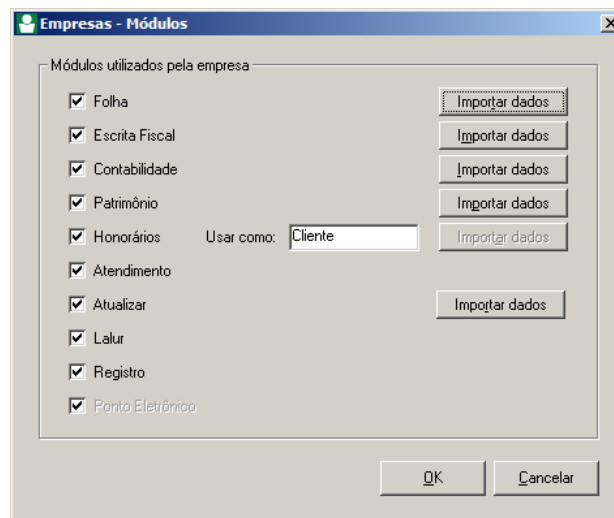 Empresas - Módulos
Módulos utilizados pela empresa
Folha Importar dados
Escrita Fiscal Importar dados
Contabilidade Importar dados
Patrimônio Importar dados
Honorários Usar como: Cliente Importar dados
Atendimento
Atualizar Importar dados
Lalur
Registro
Ponto Eletrônico
OK Cancelar